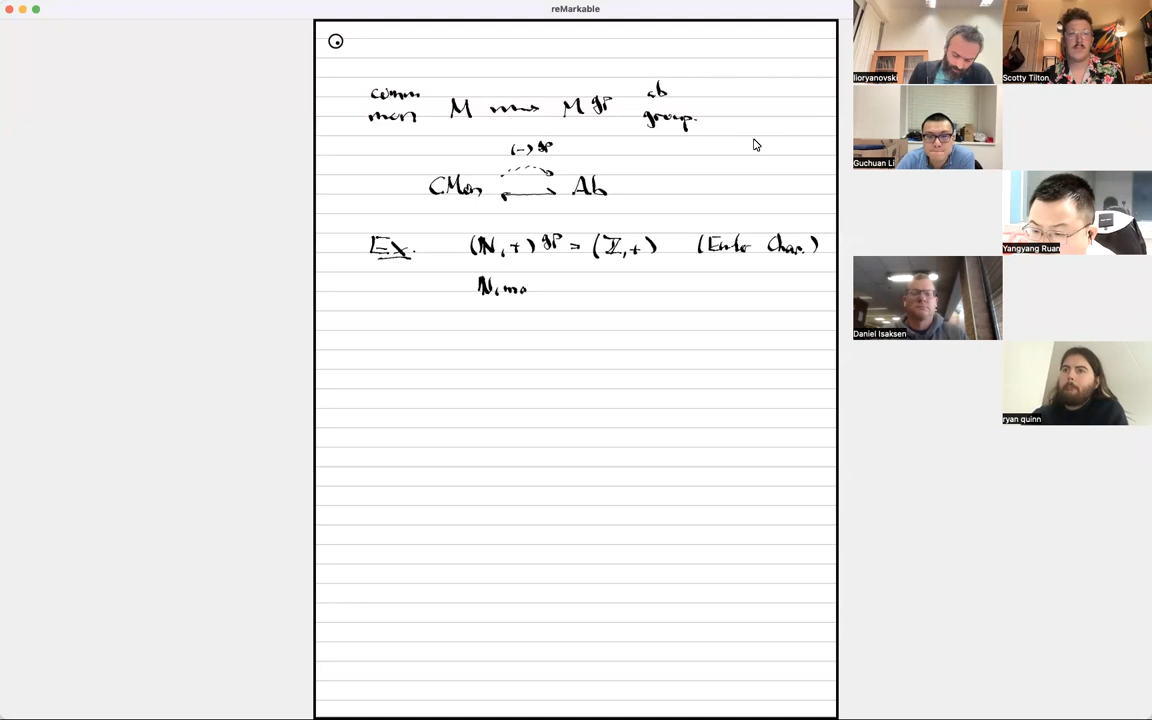 reMarkable
comm mon M ⇝ M^gp ab group.
(-)^gp
CMon ⇄ Ab
Ex. (ℕ,+)^gp = (ℤ,+) (Euler Char.)
lioryanovski
Scotty Tilton
Guchuan Li
Yangyang Ruan
Daniel Isaksen
ryan quinn